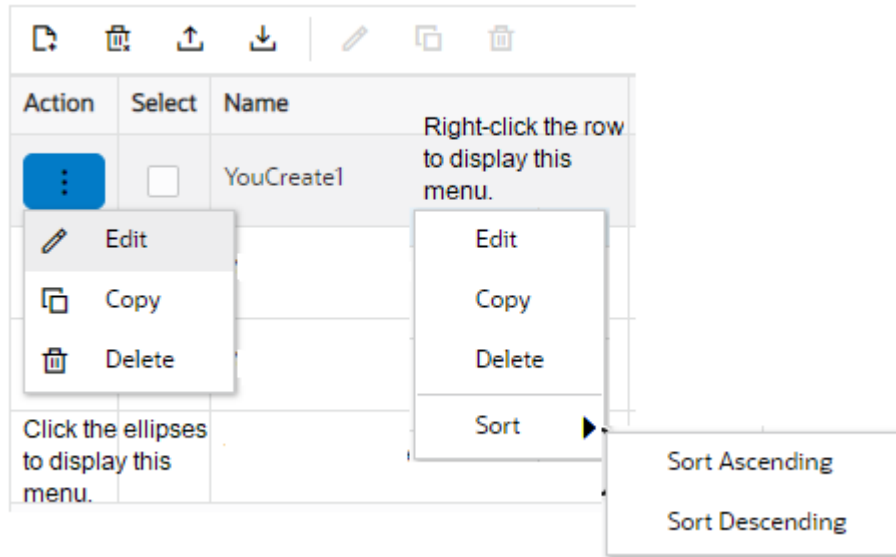 Action Select Name
YouCreate1
Right-click the row
to display this
menu.
Edit
Copy
Delete
Click the ellipses
to display this
menu.
Edit
Copy
Delete
Sort
Sort Ascending
Sort Descending